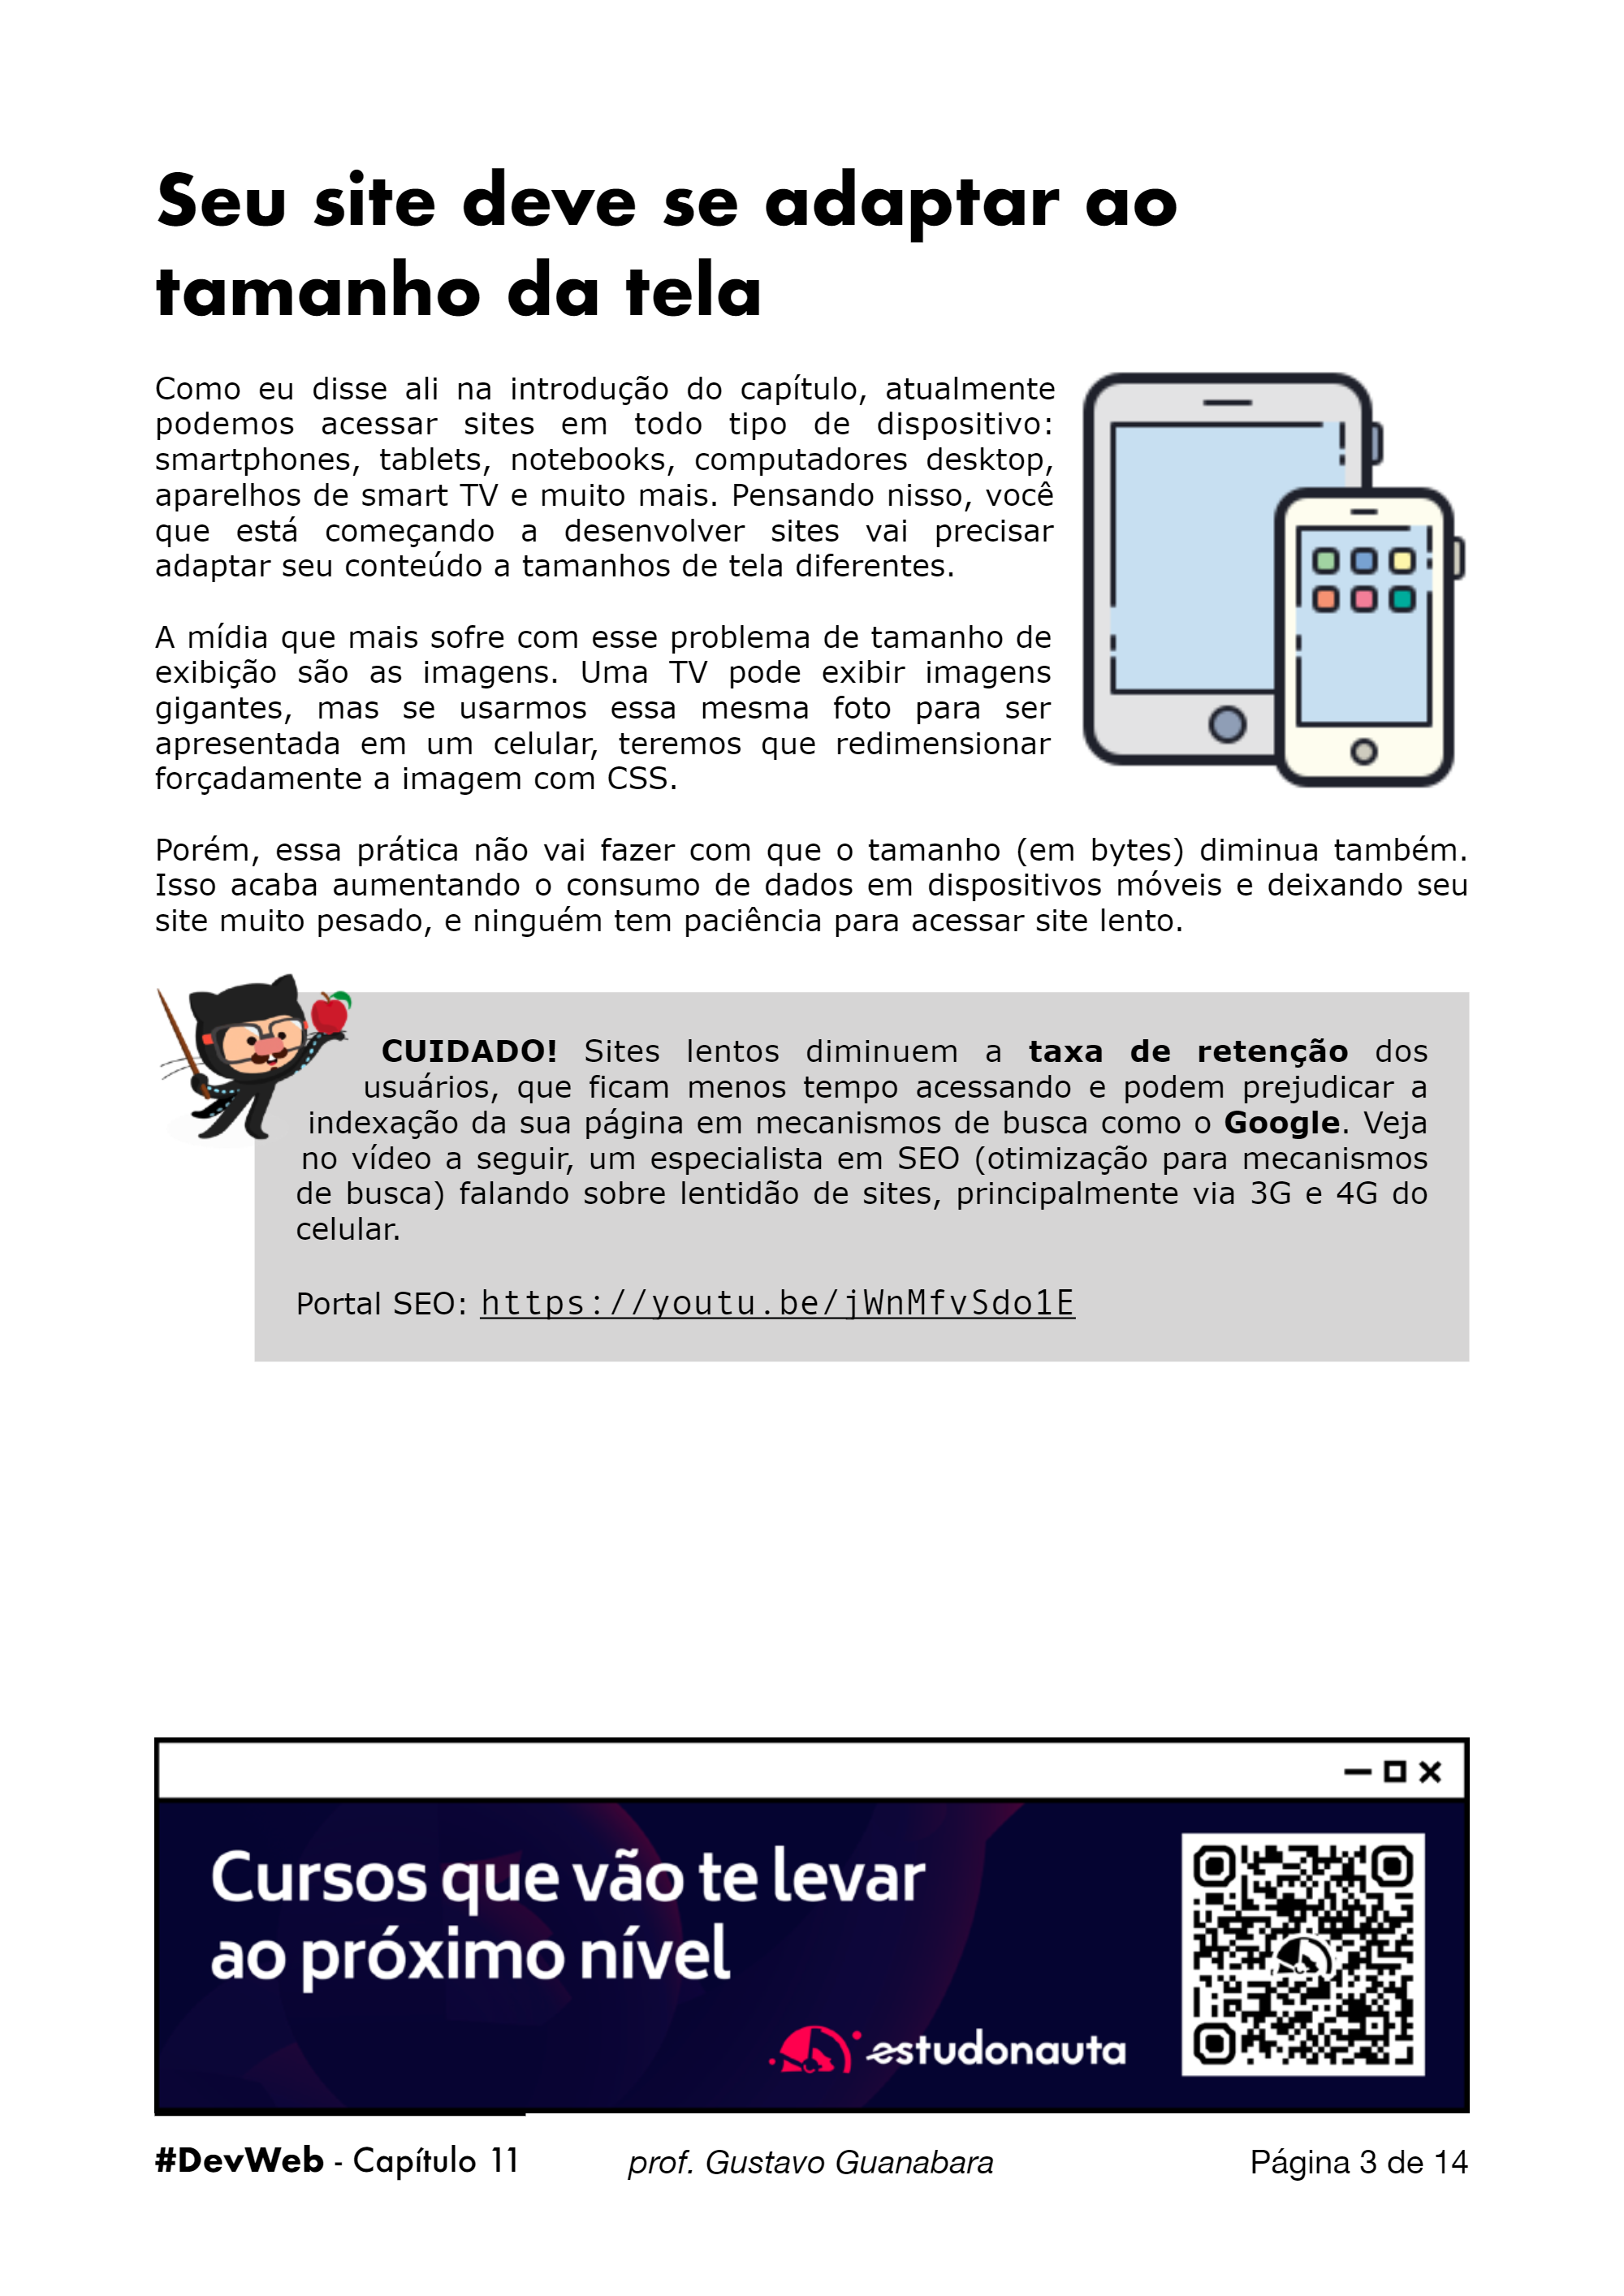 Seu site deve se adaptar ao
tamanho da tela
Como eu disse ali na introdução do capítulo, atualmente
podemos acessar sites em todo tipo de dispositivo:
smartphones, tablets, notebooks, computadores desktop,
aparelhos de smart TV e muito mais. Pensando nisso, você
que está começando a desenvolver sites vai precisar
adaptar seu conteúdo a tamanhos de tela diferentes.
A mídia que mais sofre com esse problema de tamanho de
exibição são as imagens. Uma TV pode exibir imagens
gigantes, mas se usarmos essa mesma foto para ser
apresentada em um celular, teremos que redimensionar
forçadamente a imagem com CSS.
Porém, essa prática não vai fazer com que o tamanho (em bytes) diminua também.
Isso acaba aumentando o consumo de dados em dispositivos móveis e deixando seu
site muito pesado, e ninguém tem paciência para acessar site lento.
CUIDADO! Sites lentos diminuem a taxa de retenção dos
usuários, que ficam menos tempo acessando e podem prejudicar a
indexação da sua página em mecanismos de busca como o Google. Veja
no vídeo a seguir, um especialista em SEO (otimização para mecanismos
de busca) falando sobre lentidão de sites, principalmente via 3G e 4G do
celular.
Portal SEO: https://youtu.be/jWnMfvSdo1E
Cursos que vão te levar
ao próximo nível
estudonauta
#DevWeb - Capítulo 11 prof. Gustavo Guanabara Página 3 de 14